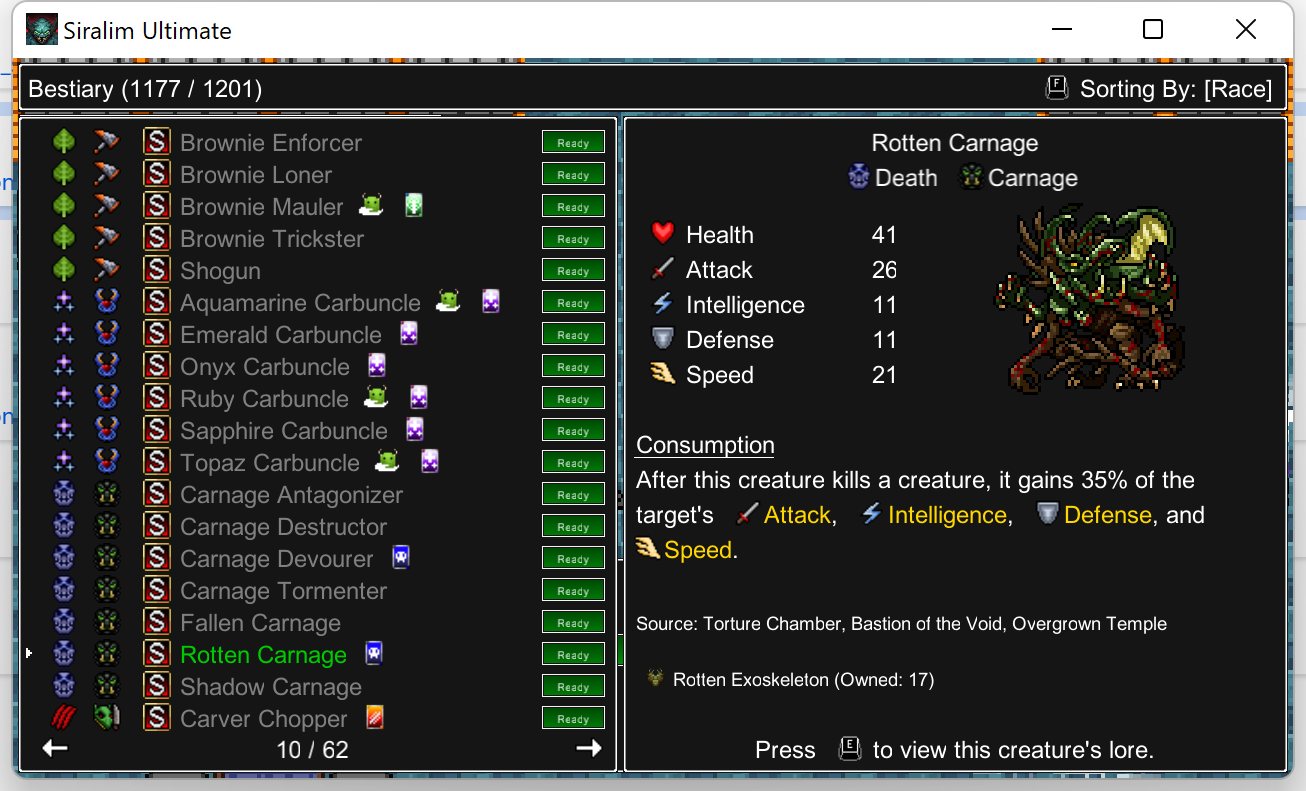 Siralim Ultimate
Bestiary (1177 / 1201)
F Sorting By: [Race]
S Brownie Enforcer Ready
S Brownie Loner Ready
S Brownie Mauler Ready
S Brownie Trickster Ready
S Shogun Ready
S Aquamarine Carbuncle Ready
S Emerald Carbuncle Ready
S Onyx Carbuncle Ready
S Ruby Carbuncle Ready
S Sapphire Carbuncle Ready
S Topaz Carbuncle Ready
S Carnage Antagonizer Ready
S Carnage Destructor Ready
S Carnage Devourer Ready
S Carnage Tormenter Ready
S Fallen Carnage Ready
S Rotten Carnage Ready
S Shadow Carnage Ready
S Carver Chopper Ready
10 / 62
Rotten Carnage
Death Carnage
Health 41
Attack 26
Intelligence 11
Defense 11
Speed 21
Consumption
After this creature kills a creature, it gains 35% of the
target's Attack, Intelligence, Defense, and
Speed.
Source: Torture Chamber, Bastion of the Void, Overgrown Temple
Rotten Exoskeleton (Owned: 17)
Press E to view this creature's lore.